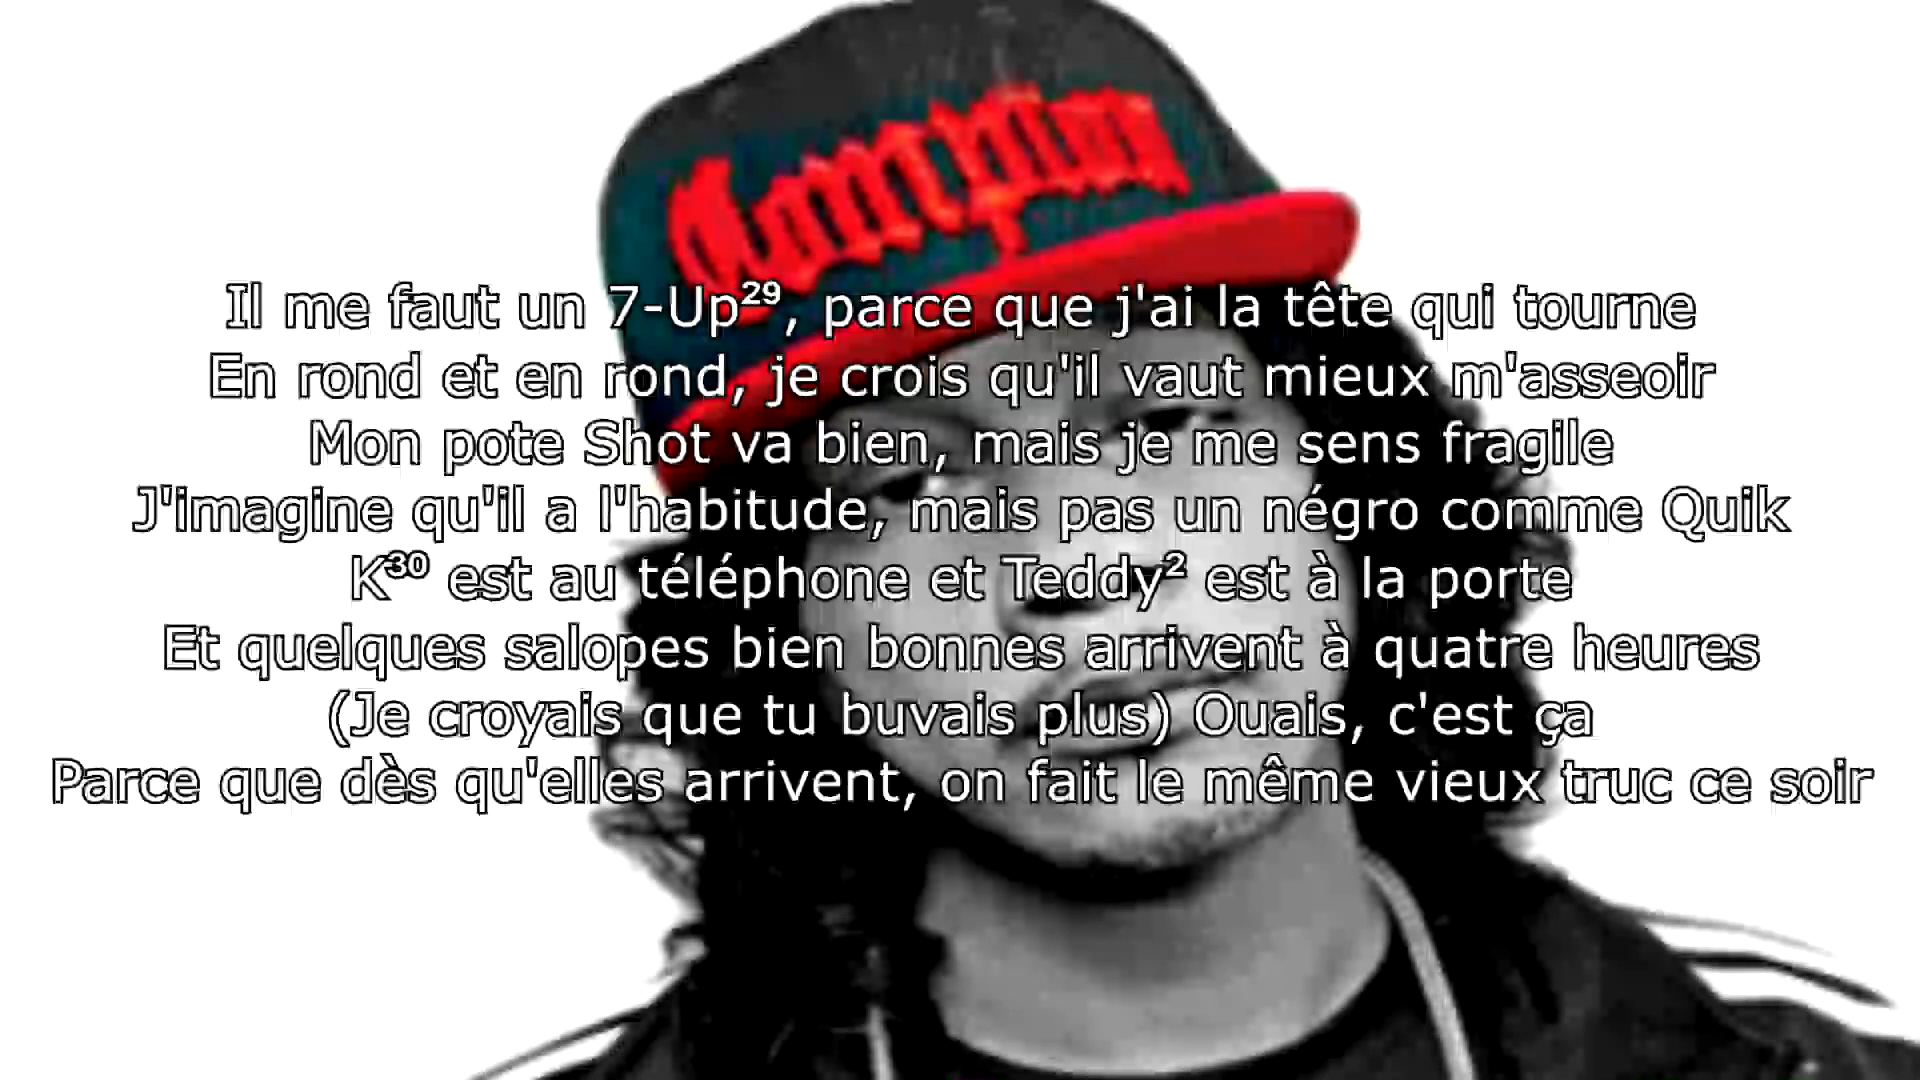 Compton
Il me faut un 7-Up²⁹, parce que j'ai la tête qui tourne
En rond et en rond, je crois qu'il vaut mieux m'asseoir
Mon pote Shot va bien, mais je me sens fragile
J'imagine qu'il a l'habitude, mais pas un négro comme Quik
K³⁰ est au téléphone et Teddy² est à la porte
Et quelques salopes bien bonnes arrivent à quatre heures
(Je croyais que tu buvais plus) Ouais, c'est ça
Parce que dès qu'elles arrivent, on fait le même vieux truc ce soir